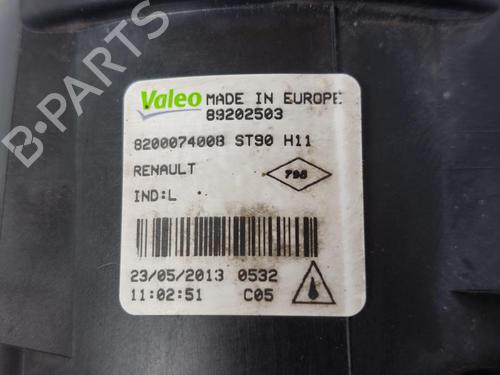 Valeo MADE IN EUROPE
89202503
8200074008 ST90 H11
RENAULT
796
IND:L
23/05/2013 0532
11:02:51 C05
B-PARTS